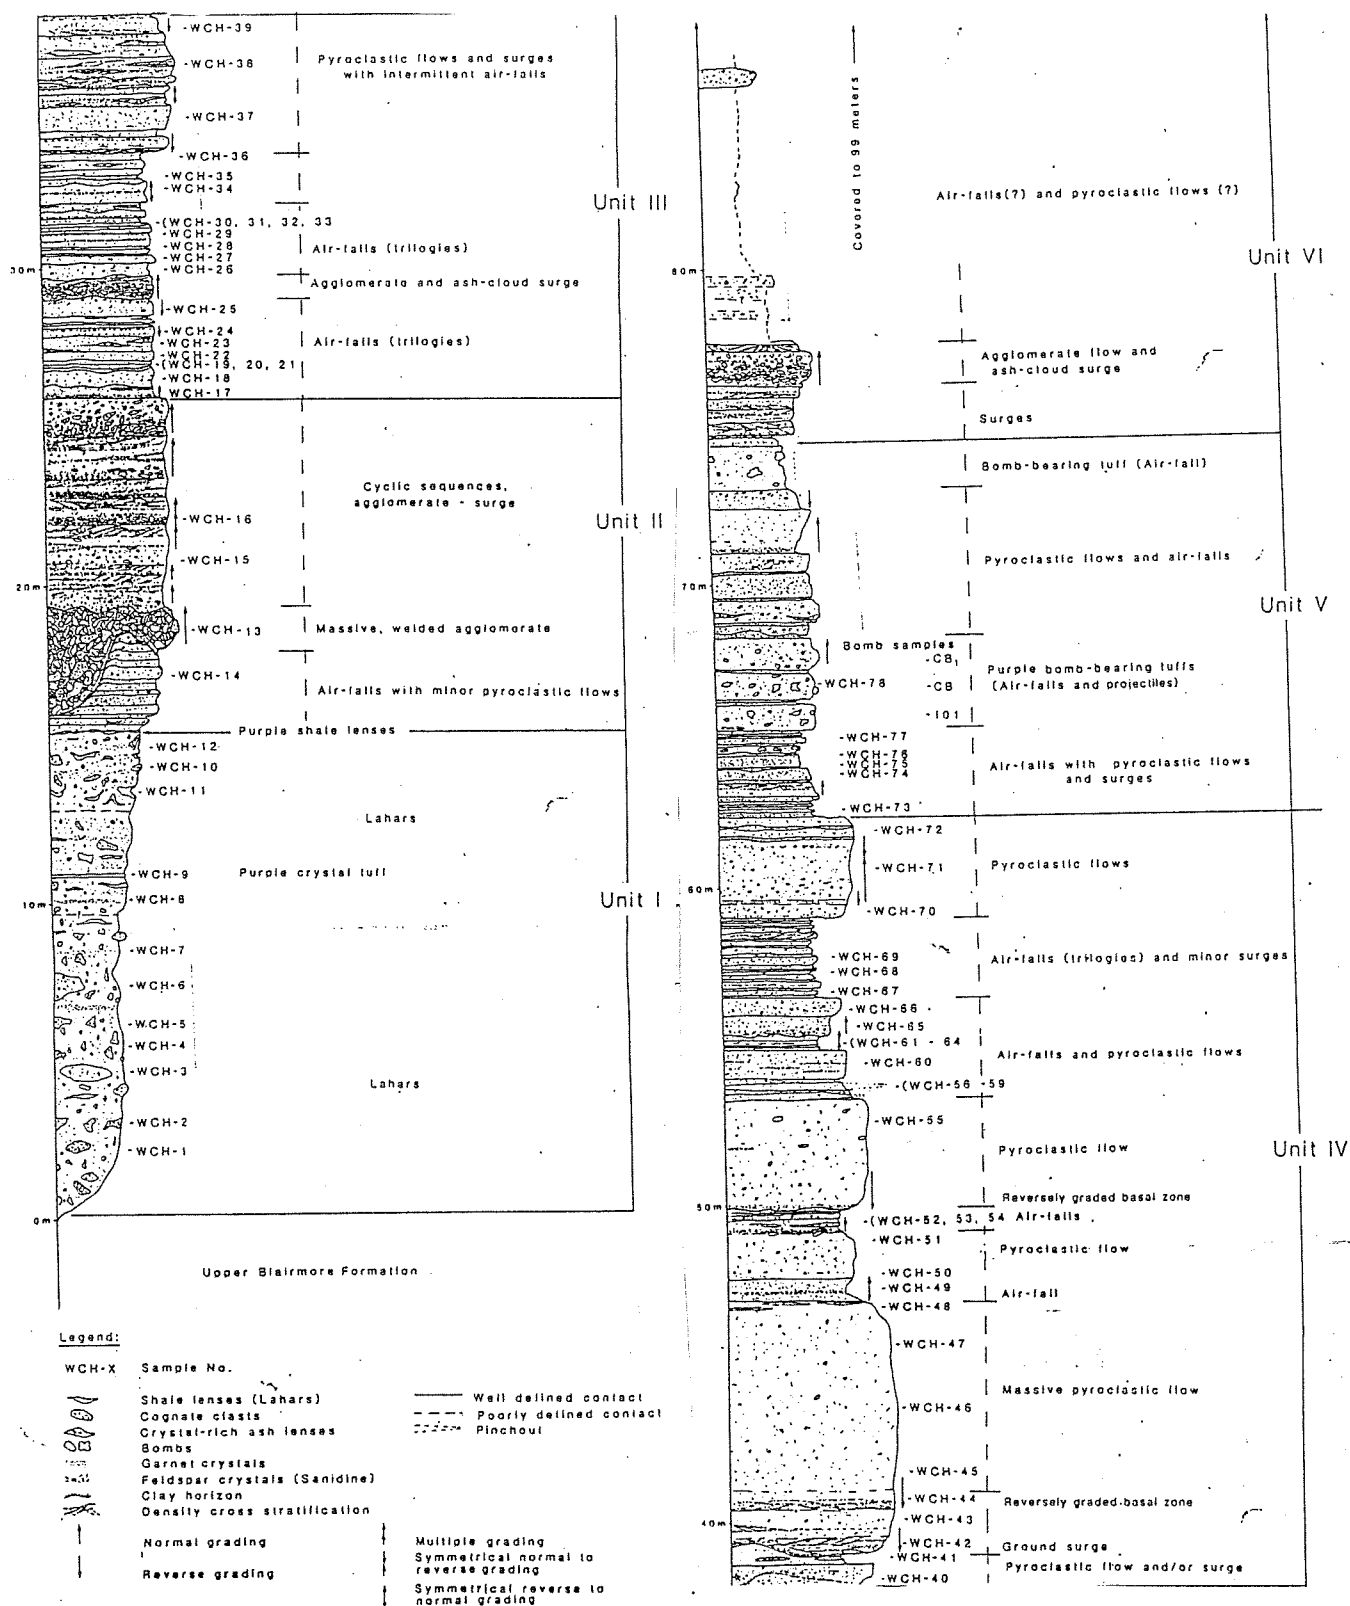 -WCH-39
-WCH-38
Pyroclastic flows and surges
with intermittent air-falls
-WCH-37
-WCH-36
-WCH-35
-WCH-34
Unit III
-(WCH-30, 31, 32, 33
-WCH-29
-WCH-28
-WCH-27
-WCH-26
Air-falls (trilogies)
30m
Agglomerate and ash-cloud surge
-WCH-25
-WCH-24
-WCH-23
-WCH-22
Air-falls (trilogies)
-(WCH-19, 20, 21
-WCH-18
-WCH-17
Cyclic sequences,
agglomerate - surge
Unit II
-WCH-16
-WCH-15
20m
-WCH-13
Massive, welded agglomerate
-WCH-14
Air-falls with minor pyroclastic flows
Purple shale lenses
-WCH-12
-WCH-10
-WCH-11
Lahars
-WCH-9
Purple crystal tuff
-WCH-8
10m
Unit I
-WCH-7
-WCH-6
-WCH-5
-WCH-4
-WCH-3
Lahars
-WCH-2
-WCH-1
0m
Upper Blairmore Formation
Legend:
WCH-X Sample No.
Shale lenses (Lahars)
Cognate clasts
Crystal-rich ash lenses
Bombs
Garnet crystals
Feldspar crystals (Sanidine)
Clay horizon
Density cross stratification
Normal grading
Reverse grading
Well defined contact
Poorly defined contact
Pinchout
Multiple grading
Symmetrical normal to
reverse grading
Symmetrical reverse to
normal grading
Covered to 99 meters
Air-falls(?) and pyroclastic flows (?)
Unit VI
80m
Agglomerate flow and
ash-cloud surge
Surges
Bomb-bearing tuff (Air-fall)
Pyroclastic flows and air-falls
70m
Unit V
Bomb samples
-CB₁
Purple bomb-bearing tuffs
(Air-falls and projectiles)
-WCH-78
-CB
-101
-WCH-77
-WCH-76
-WCH-75
-WCH-74
Air-falls with pyroclastic flows
and surges
-WCH-73
-WCH-72
-WCH-71
Pyroclastic flows
60m
-WCH-70
-WCH-69
-WCH-68
-WCH-67
Air-falls (trilogies) and minor surges
-WCH-66
-WCH-65
-(WCH-61 - 64
-WCH-60
Air-falls and pyroclastic flows
-(WCH-56 -59
-WCH-55
Pyroclastic flow
Unit IV
Reversely graded basal zone
50m
-(WCH-52, 53, 54 Air-falls
-WCH-51
Pyroclastic flow
-WCH-50
-WCH-49
Air-fall
-WCH-48
-WCH-47
Massive pyroclastic flow
-WCH-46
-WCH-45
-WCH-44
Reversely graded basal zone
40m
-WCH-43
-WCH-42
Ground surge
-WCH-41
Pyroclastic flow and/or surge
-WCH-40